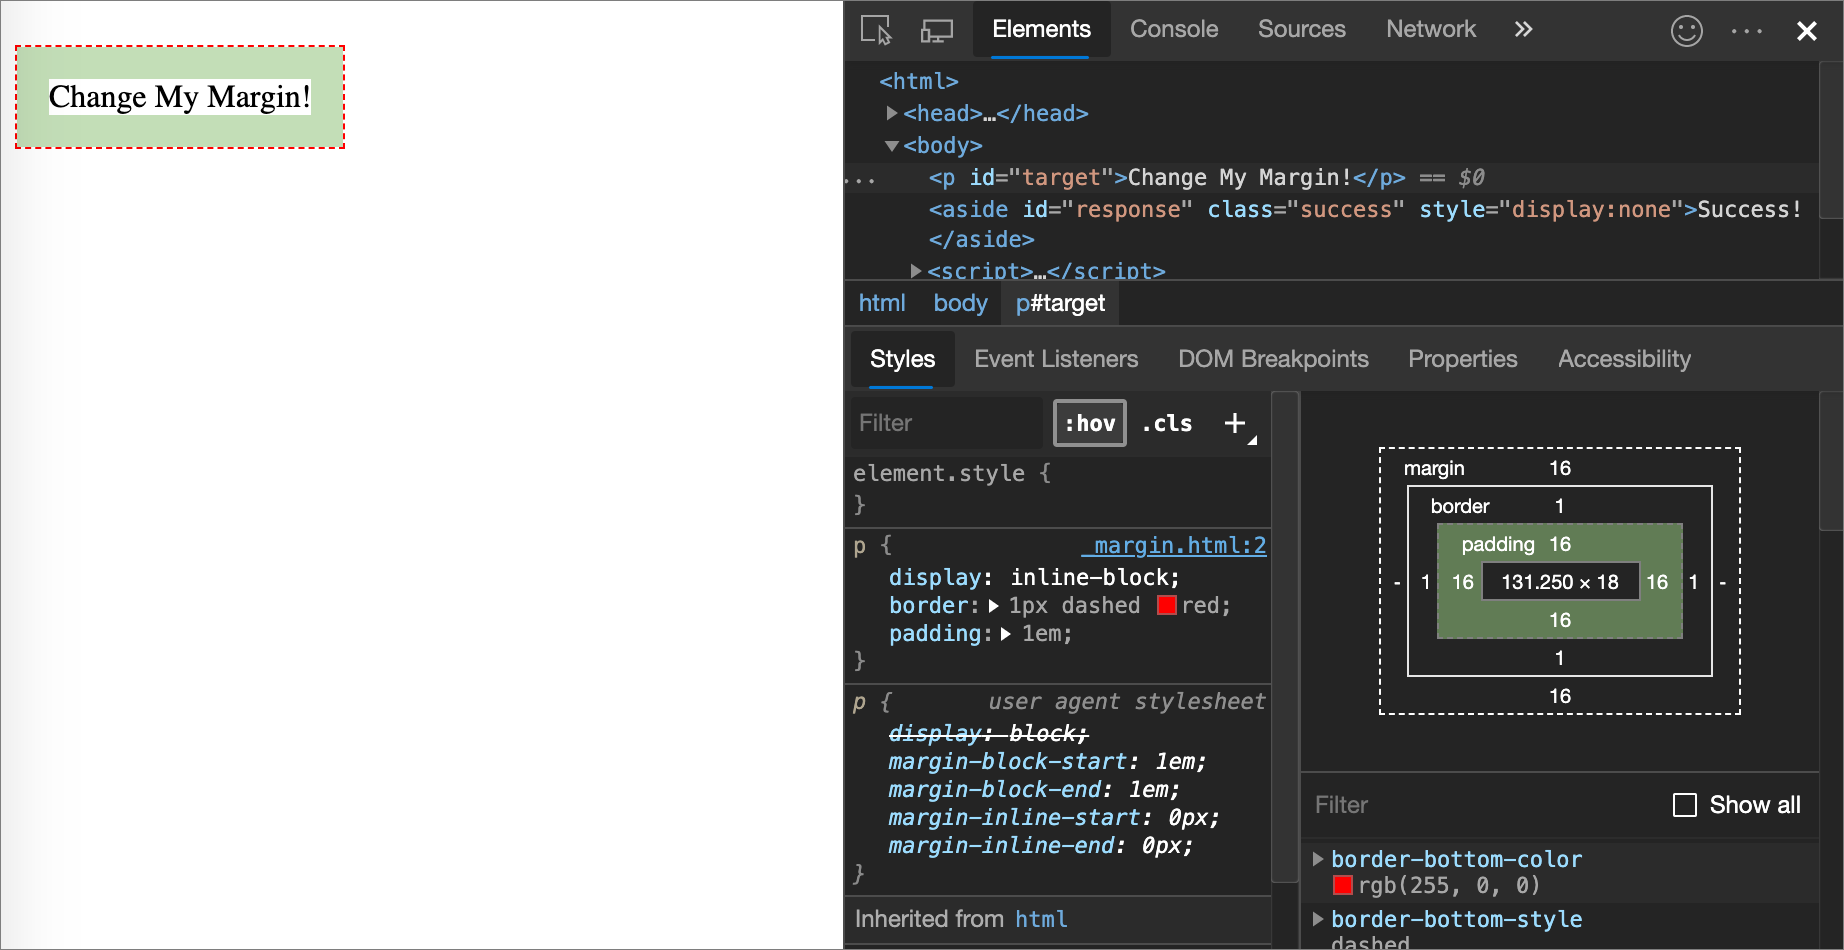 Change My Margin!
Elements Console Sources Network
<html>
<head>…</head>
<body>
<p id="target">Change My Margin!</p> == $0
<aside id="response" class="success" style="display:none">Success!
</aside>
<script>…</script>
html body p#target
Styles Event Listeners DOM Breakpoints Properties Accessibility
Filter :hov .cls +
element.style {
}
p { _margin.html:2
display: inline-block;
border: 1px dashed red;
padding: 1em;
}
p { user agent stylesheet
display: block;
margin-block-start: 1em;
margin-block-end: 1em;
margin-inline-start: 0px;
margin-inline-end: 0px;
}
Inherited from html
margin 16
border 1
padding 16
- 1 16 131.250 × 18 16 1 -
16
1
16
Filter Show all
border-bottom-color
rgb(255, 0, 0)
border-bottom-style
dashed